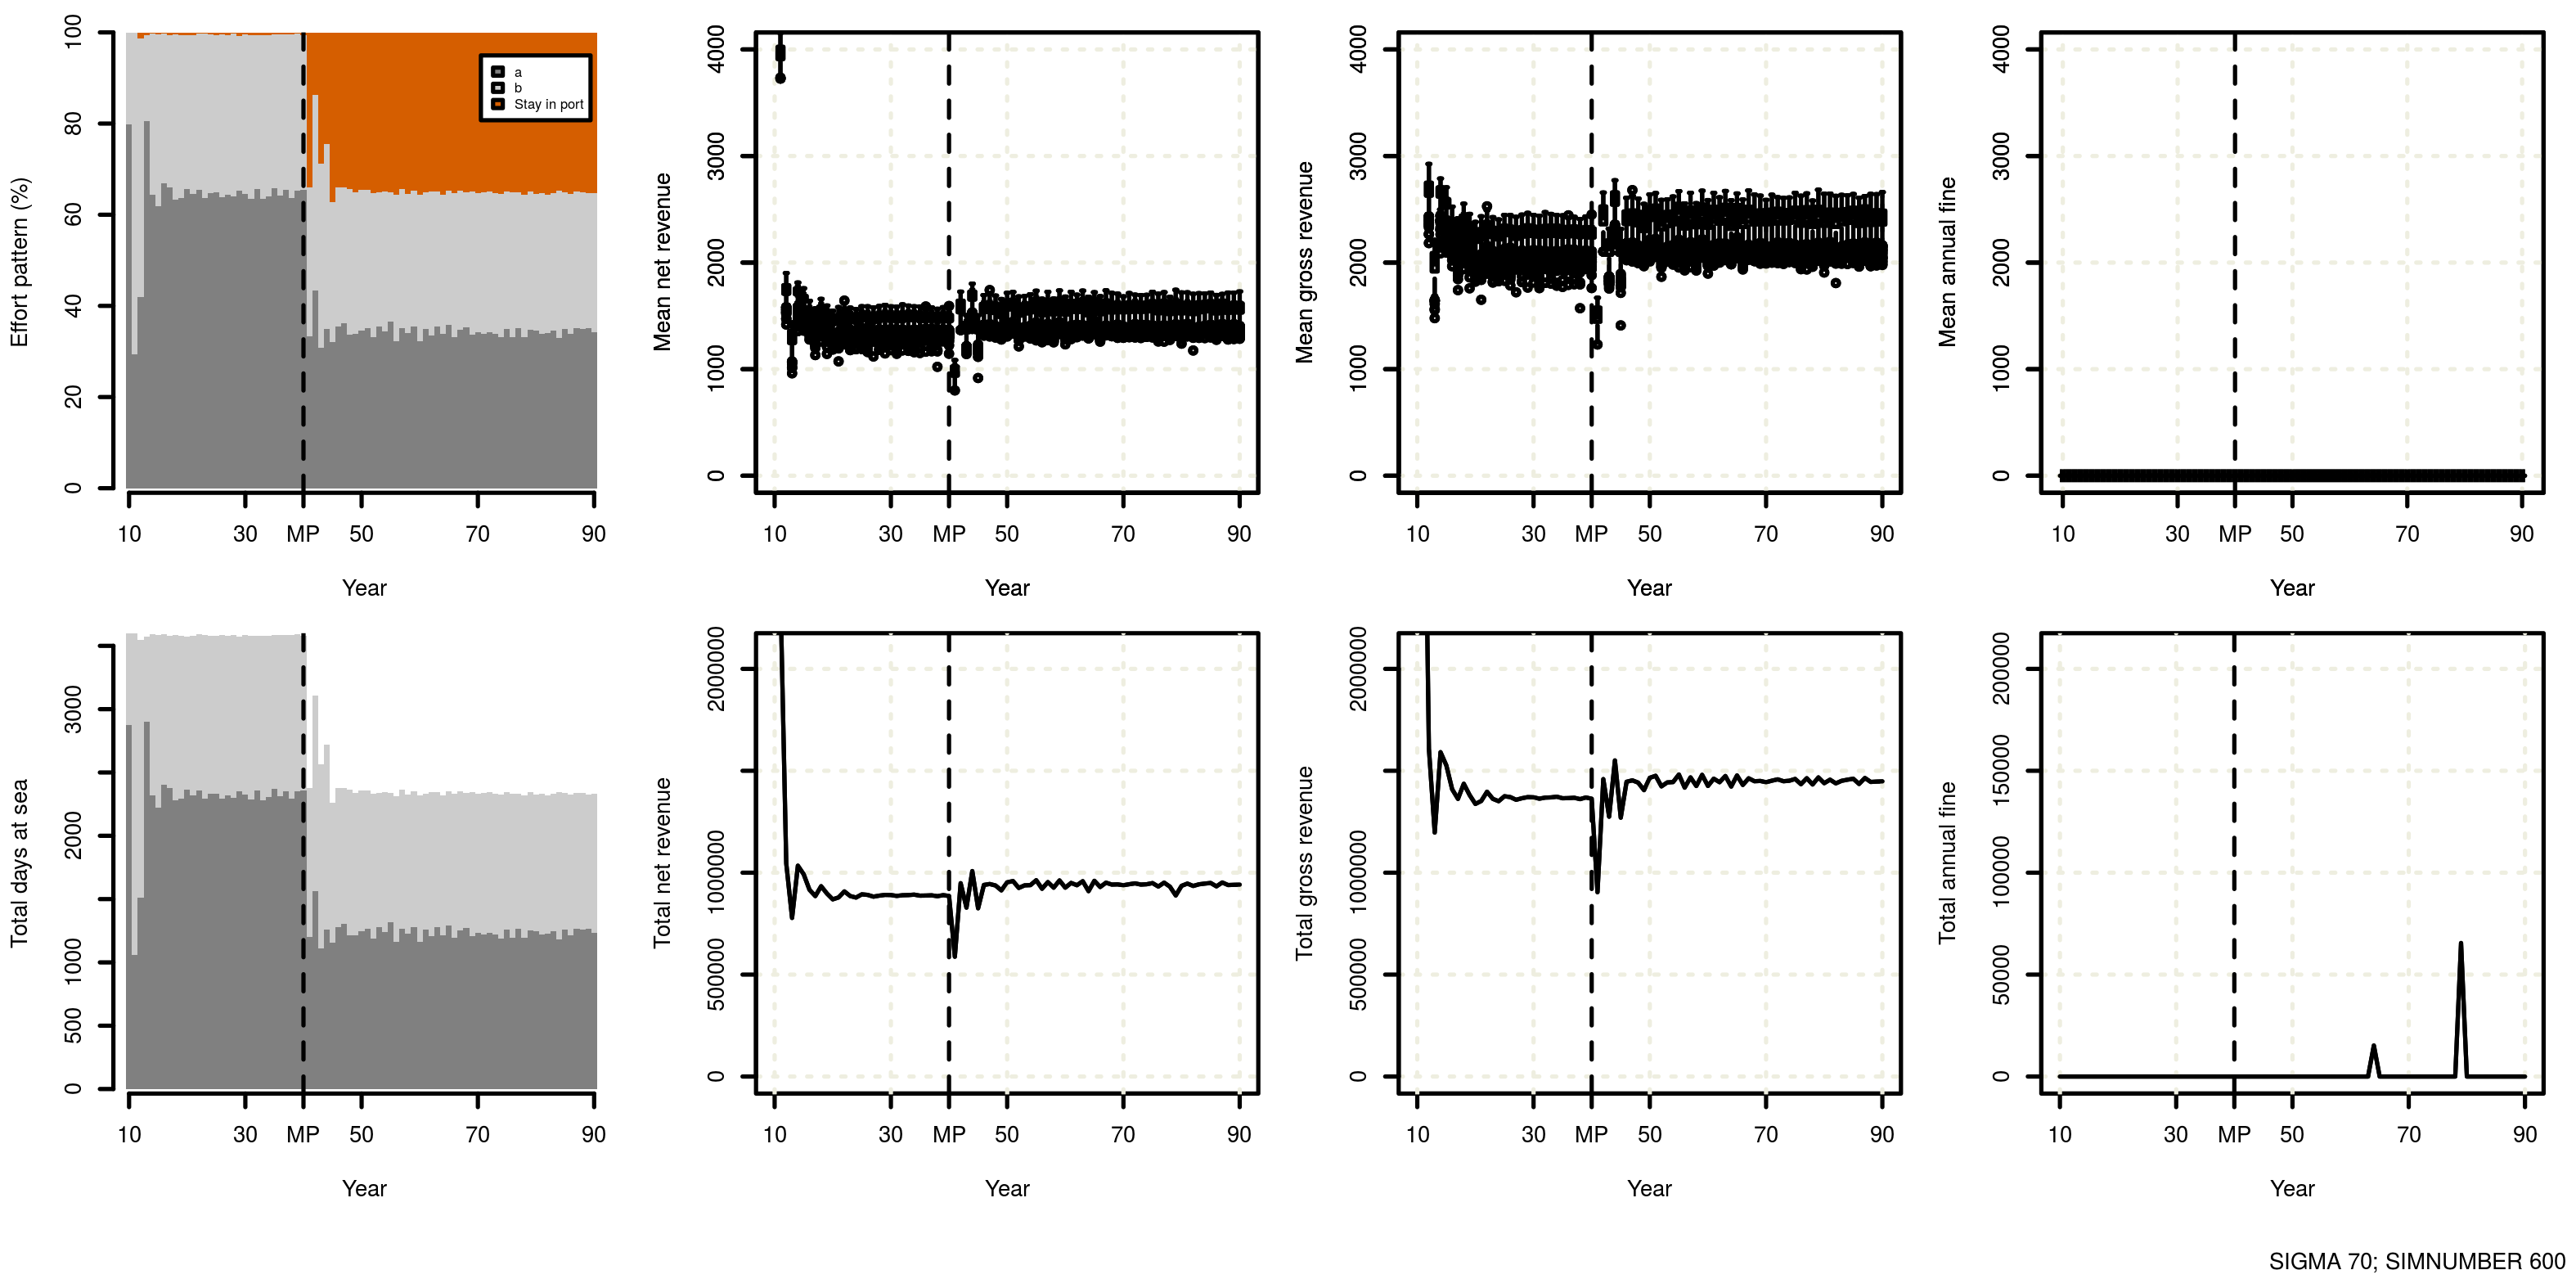 Effort pattern (%)
0 20 40 60 80 100
a
b
Stay in port
10 30 MP 50 70 90
Year
Mean net revenue
0 1000 2000 3000 4000
10 30 MP 50 70 90
Year
Mean gross revenue
0 1000 2000 3000 4000
10 30 MP 50 70 90
Year
Mean annual fine
0 1000 2000 3000 4000
10 30 MP 50 70 90
Year
Total days at sea
0 500 1000 2000 3000
10 30 MP 50 70 90
Year
Total net revenue
0 500000 1000000 2000000
10 30 MP 50 70 90
Year
Total gross revenue
0 500000 1000000 2000000
10 30 MP 50 70 90
Year
Total annual fine
0 50000 100000 150000 200000
10 30 MP 50 70 90
Year
SIGMA 70; SIMNUMBER 600